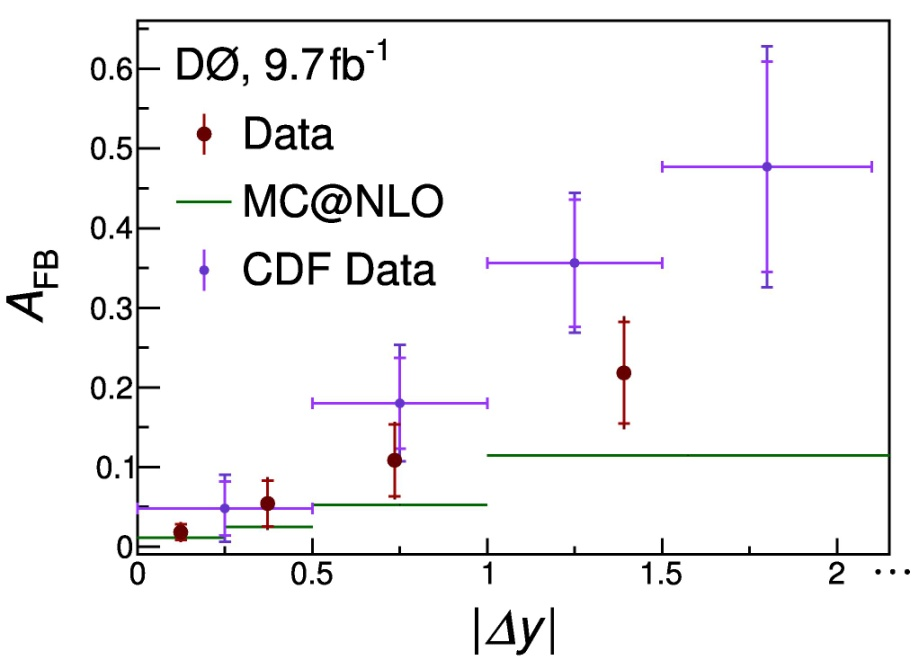 DØ, 9.7 fb⁻¹
Data
MC@NLO
CDF Data
A_FB
0.6
0.5
0.4
0.3
0.2
0.1
0
0 0.5 1 1.5 2 ...
|Δy|